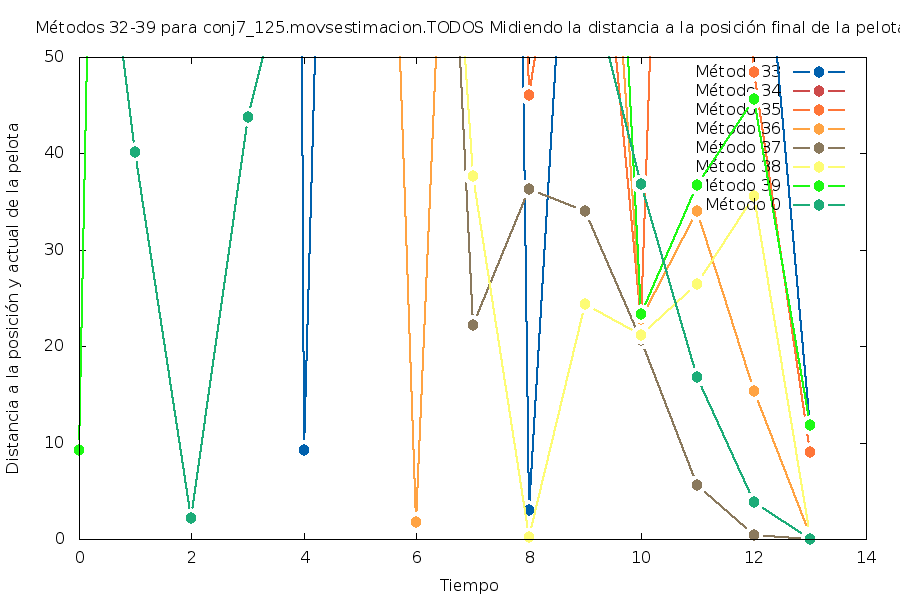 Métodos 32-39 para conj7_125.movsestimacion.TODOS Midiendo la distancia a la posición final de la pelota
Distancia a la posición y actual de la pelota
50
40
30
20
10
0
Método 33
Método 34
Método 35
Método 36
Método 37
Método 38
létodo 39
Método 0
0 2 4 6 8 10 12 14
Tiempo